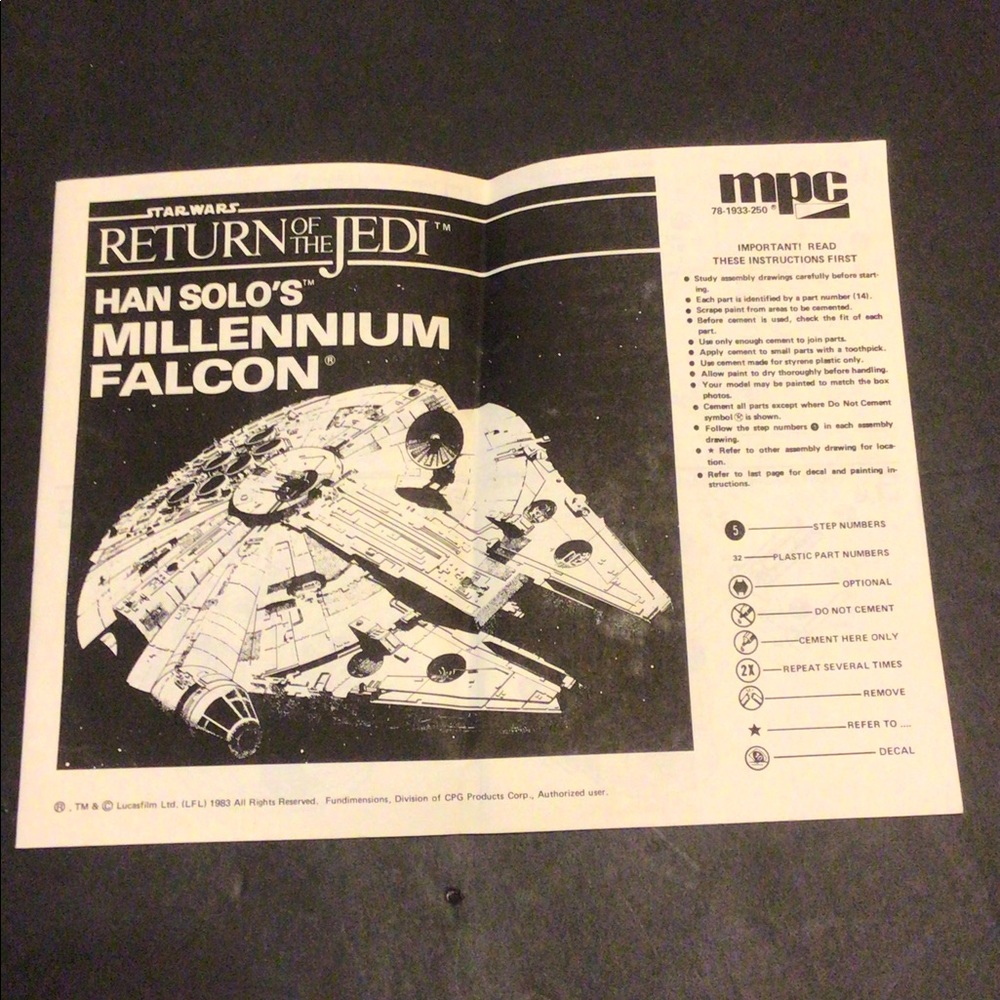 STAR WARS
RETURN OF THE JEDI™
HAN SOLO'S™
MILLENNIUM
FALCON®
®, TM & © Lucasfilm Ltd. (LFL) 1983 All Rights Reserved. Fundimensions, Division of CPG Products Corp., Authorized user.
mpc
78-1933-250 ®
IMPORTANT! READ
THESE INSTRUCTIONS FIRST
● Study assembly drawings carefully before start-
ing.
● Each part is identified by a part number (14).
● Scrape paint from areas to be cemented.
● Before cement is used, check the fit of each
part.
● Use only enough cement to join parts.
● Apply cement to small parts with a toothpick.
● Use cement made for styrene plastic only.
● Allow paint to dry thoroughly before handling.
● Your model may be painted to match the box
photos.
● Cement all parts except where Do Not Cement
symbol is shown.
● Follow the step numbers in each assembly
drawing.
● ★ Refer to other assembly drawing for loca-
tion.
● Refer to last page for decal and painting in-
structions.
5 STEP NUMBERS
32 PLASTIC PART NUMBERS
OPTIONAL
DO NOT CEMENT
CEMENT HERE ONLY
2X REPEAT SEVERAL TIMES
REMOVE
★ REFER TO ....
DECAL